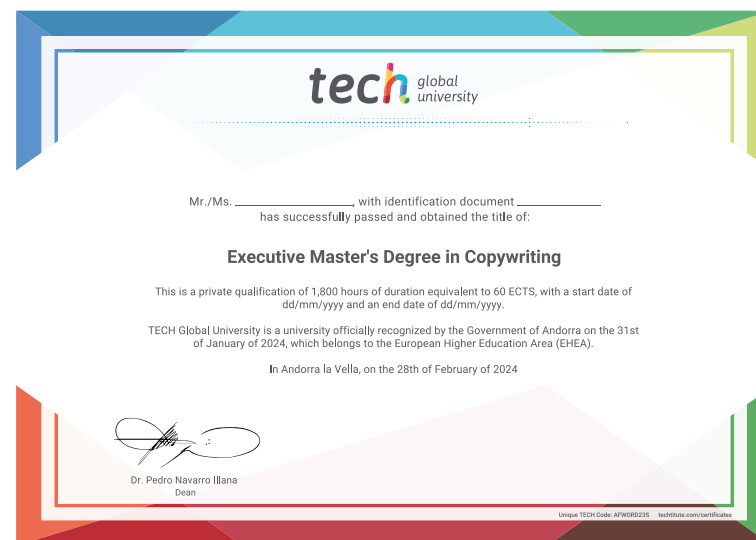 tech global
university
Mr./Ms. ____________________, with identification document ______________
has successfully passed and obtained the title of:
Executive Master's Degree in Copywriting
This is a private qualification of 1,800 hours of duration equivalent to 60 ECTS, with a start date of
dd/mm/yyyy and an end date of dd/mm/yyyy.
TECH Global University is a university officially recognized by the Government of Andorra on the 31st
of January of 2024, which belongs to the European Higher Education Area (EHEA).
In Andorra la Vella, on the 28th of February of 2024
Dr. Pedro Navarro Illana
Dean
Unique TECH Code: AFWORD23S techtitute.com/certificates